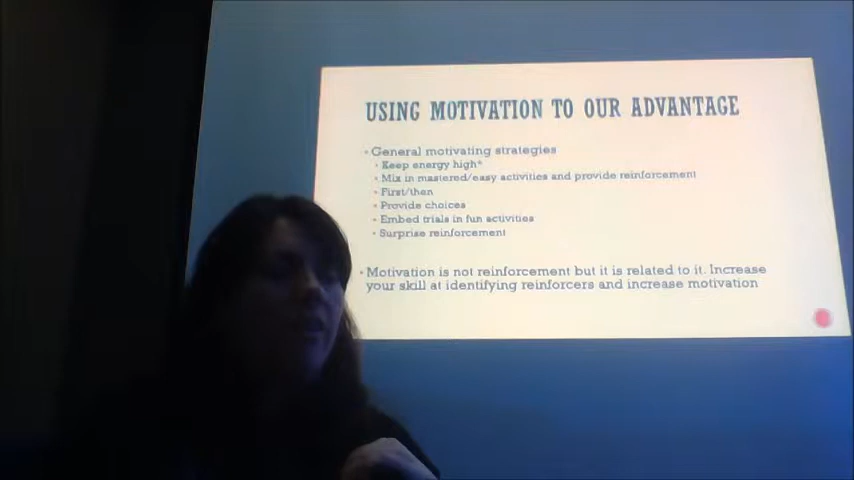 USING MOTIVATION TO OUR ADVANTAGE
• General motivating strategies
• Keep energy high*
• Mix in mastered/easy activities and provide reinforcement
• First/then
• Provide choices
• Embed trials in fun activities
• Surprise reinforcement
• Motivation is not reinforcement but it is related to it. Increase
your skill at identifying reinforcers and increase motivation